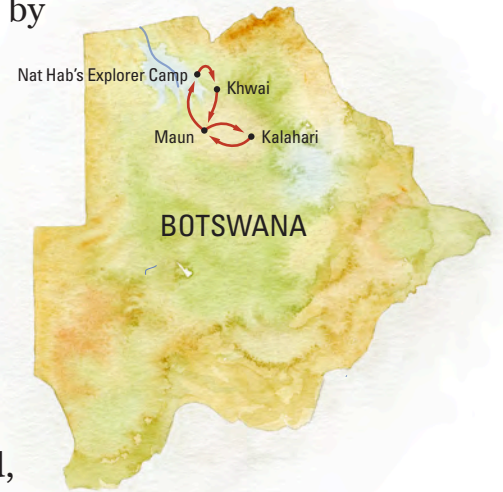 by
Nat Hab's Explorer Camp
Khwai
Maun
Kalahari
BOTSWANA